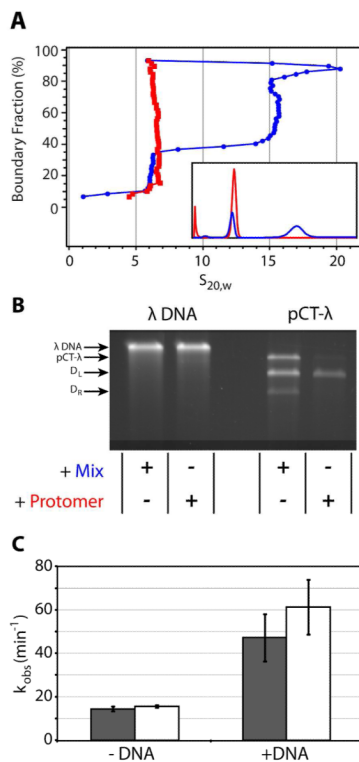 A
Boundary Fraction (%)
100
80
60
40
20
0
0
5
10
15
20
S20,w
B
λ DNA
pCT-λ
λ DNA
pCT-λ
DL
DR
+ Mix
+
-
+
-
+ Protomer
-
+
-
+
C
kobs (min-1)
80
60
40
20
0
- DNA
+DNA